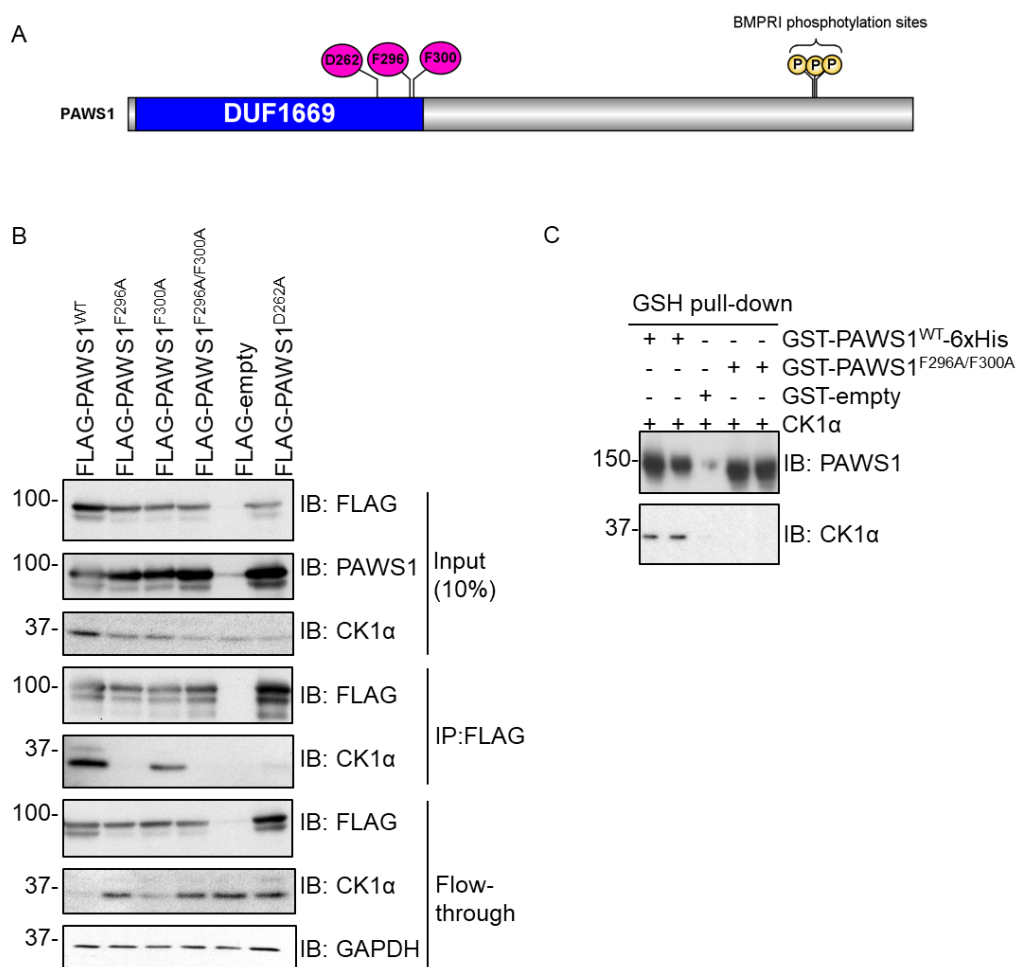 A
BMPRI phosphotylation sites
D262 F296 F300
P P P
PAWS1 DUF1669
B
FLAG-PAWS1WT
FLAG-PAWS1F296A
FLAG-PAWS1F300A
FLAG-PAWS1F296A/F300A
FLAG-empty
FLAG-PAWS1D262A
100- IB: FLAG
100- IB: PAWS1
37- IB: CK1α
Input
(10%)
100- IB: FLAG
37- IB: CK1α
IP:FLAG
100- IB: FLAG
37- IB: CK1α
37- IB: GAPDH
Flow-
through
C
GSH pull-down
+ + - - - GST-PAWS1WT-6xHis
- - - + + GST-PAWS1F296A/F300A
- - + - - GST-empty
+ + + + + CK1α
150- IB: PAWS1
37- IB: CK1α